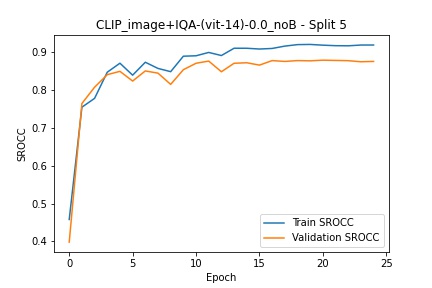 CLIP_image+IQA-(vit-14)-0.0_noB - Split 5
0.9
0.8
0.7
0.6
0.5
0.4
SROCC
Train SROCC
Validation SROCC
0 5 10 15 20 25
Epoch